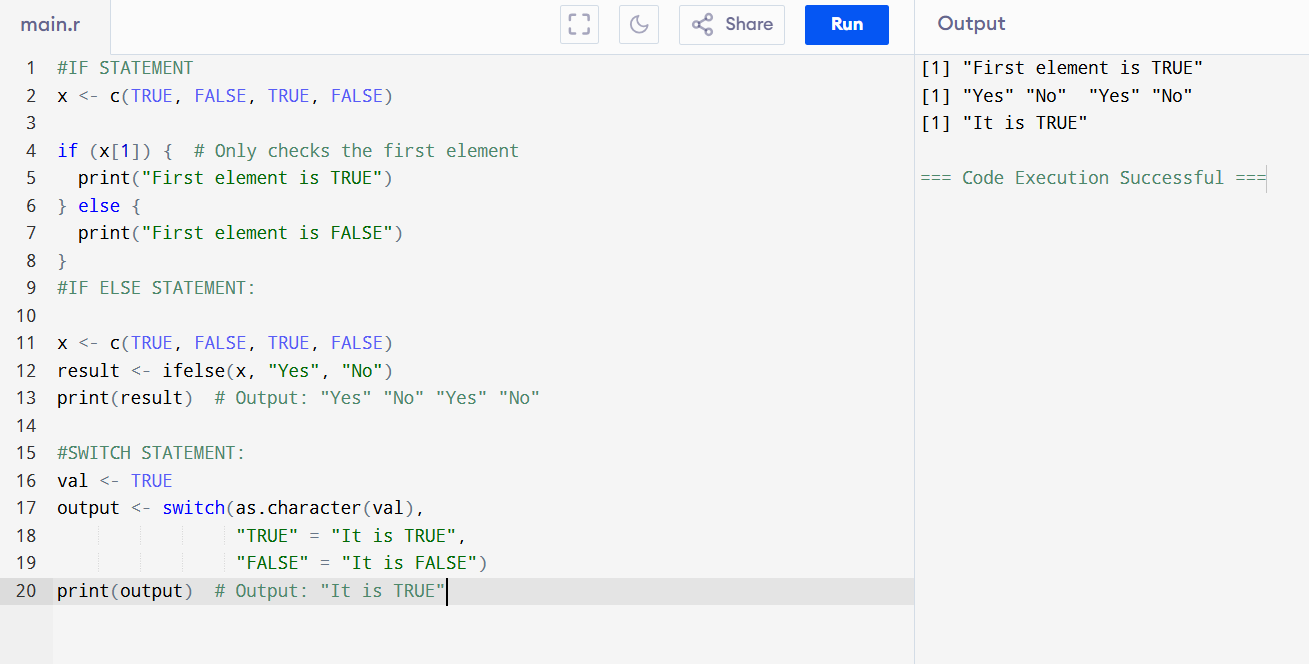 main.r
Share
Run
Output
1 #IF STATEMENT
2 x <- c(TRUE, FALSE, TRUE, FALSE)
3
4 if (x[1]) {  # Only checks the first element
5   print("First element is TRUE")
6 } else {
7   print("First element is FALSE")
8 }
9 #IF ELSE STATEMENT:
10
11 x <- c(TRUE, FALSE, TRUE, FALSE)
12 result <- ifelse(x, "Yes", "No")
13 print(result)  # Output: "Yes" "No" "Yes" "No"
14
15 #SWITCH STATEMENT:
16 val <- TRUE
17 output <- switch(as.character(val),
18                  "TRUE" = "It is TRUE",
19                  "FALSE" = "It is FALSE")
20 print(output)  # Output: "It is TRUE"
[1] "First element is TRUE"
[1] "Yes" "No"  "Yes" "No"
[1] "It is TRUE"
=== Code Execution Successful ===